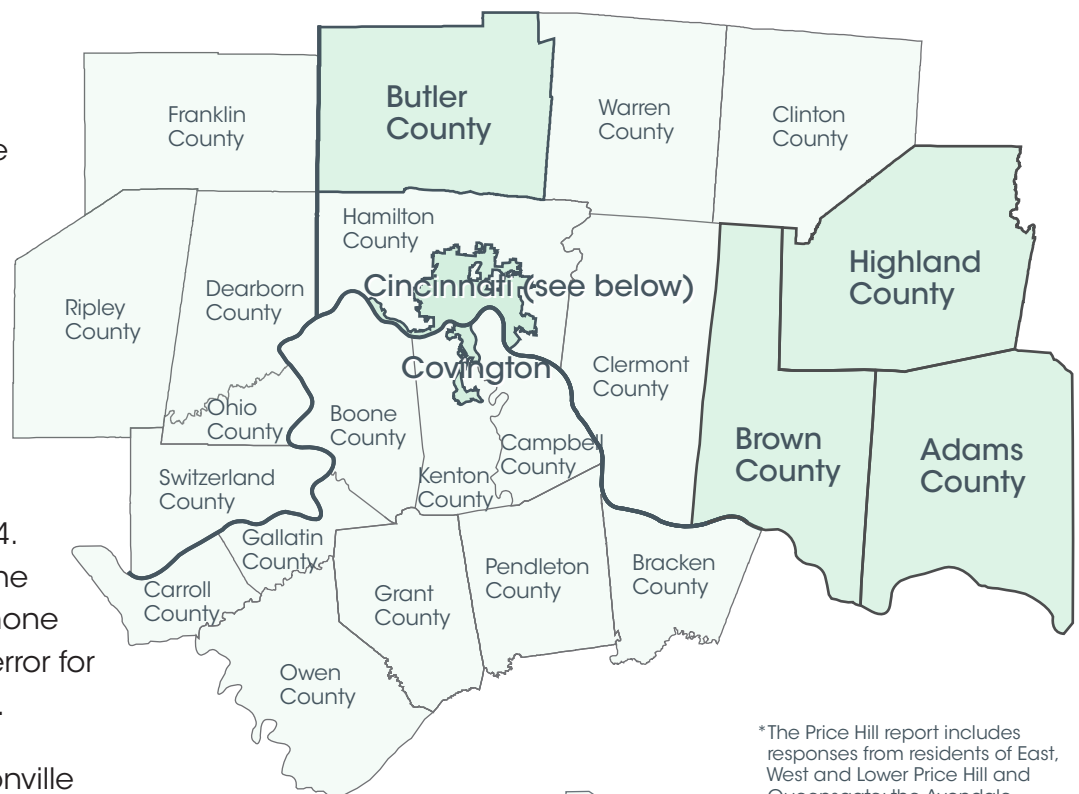 Franklin
County
Butler
County
Warren
County
Clinton
County
Hamilton
County
Cincinnati (see below)
Highland
County
Ripley
County
Dearborn
County
Covington
Clermont
County
Ohio
County
Boone
County
Campbell
County
Brown
County
Adams
County
Switzerland
County
Kenton
County
Gallatin
County
Carroll
County
Grant
County
Pendleton
County
Bracken
County
Owen
County
4.
error for
*The Price Hill report includes
responses from residents of East,
West and Lower Price Hill and